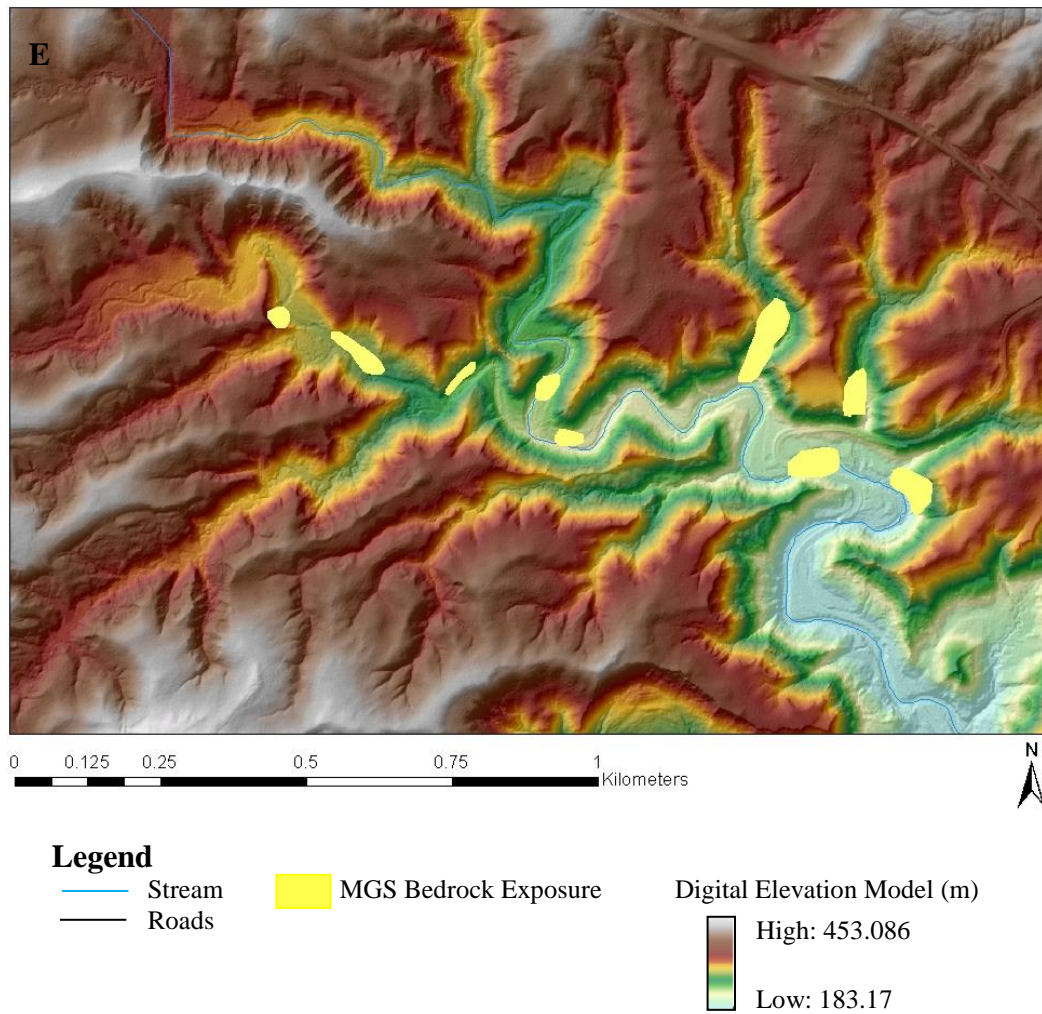 E
0 0.125 0.25 0.5 0.75 1
Kilometers
N
Legend
Stream
Roads
MGS Bedrock Exposure
Digital Elevation Model (m)
High: 453.086
Low: 183.17